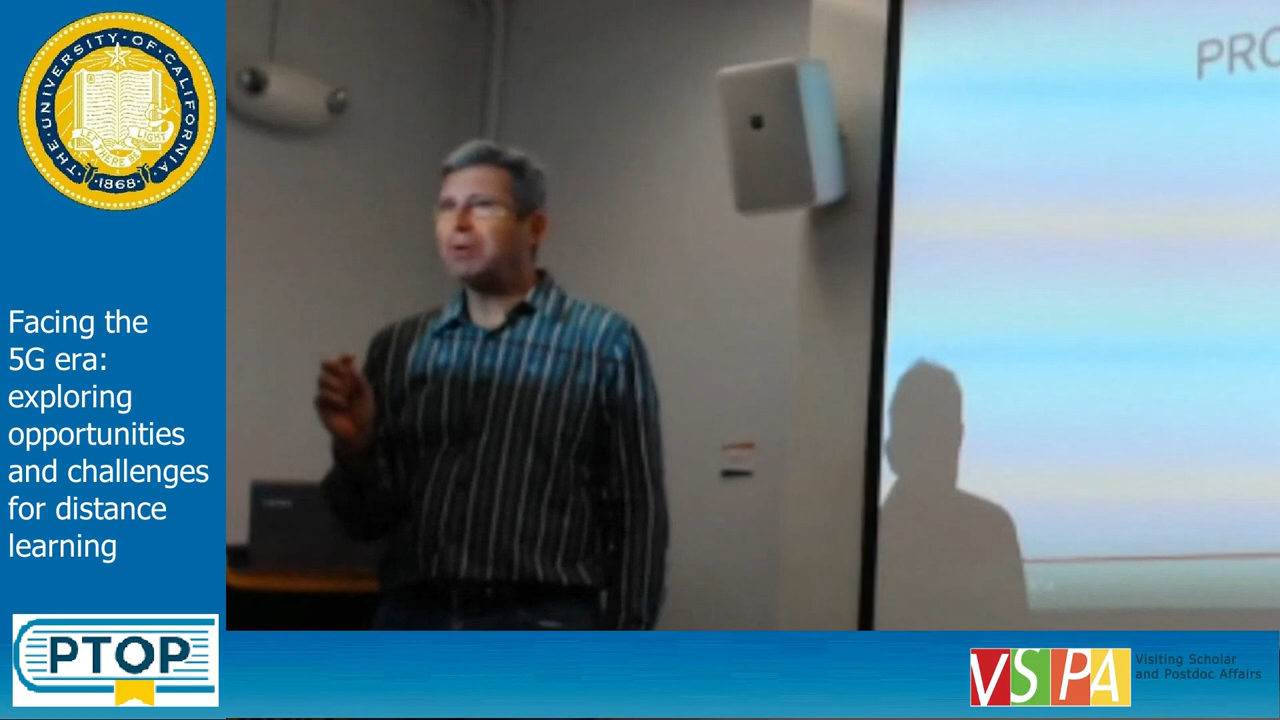 THE·UNIVERSITY·OF·CALIFORNIA
LET THERE BE LIGHT
·1868·
Facing the
5G era:
exploring
opportunities
and challenges
for distance
learning
PTOP
PRO
VSPA
Visiting Scholar
and Postdoc Affairs